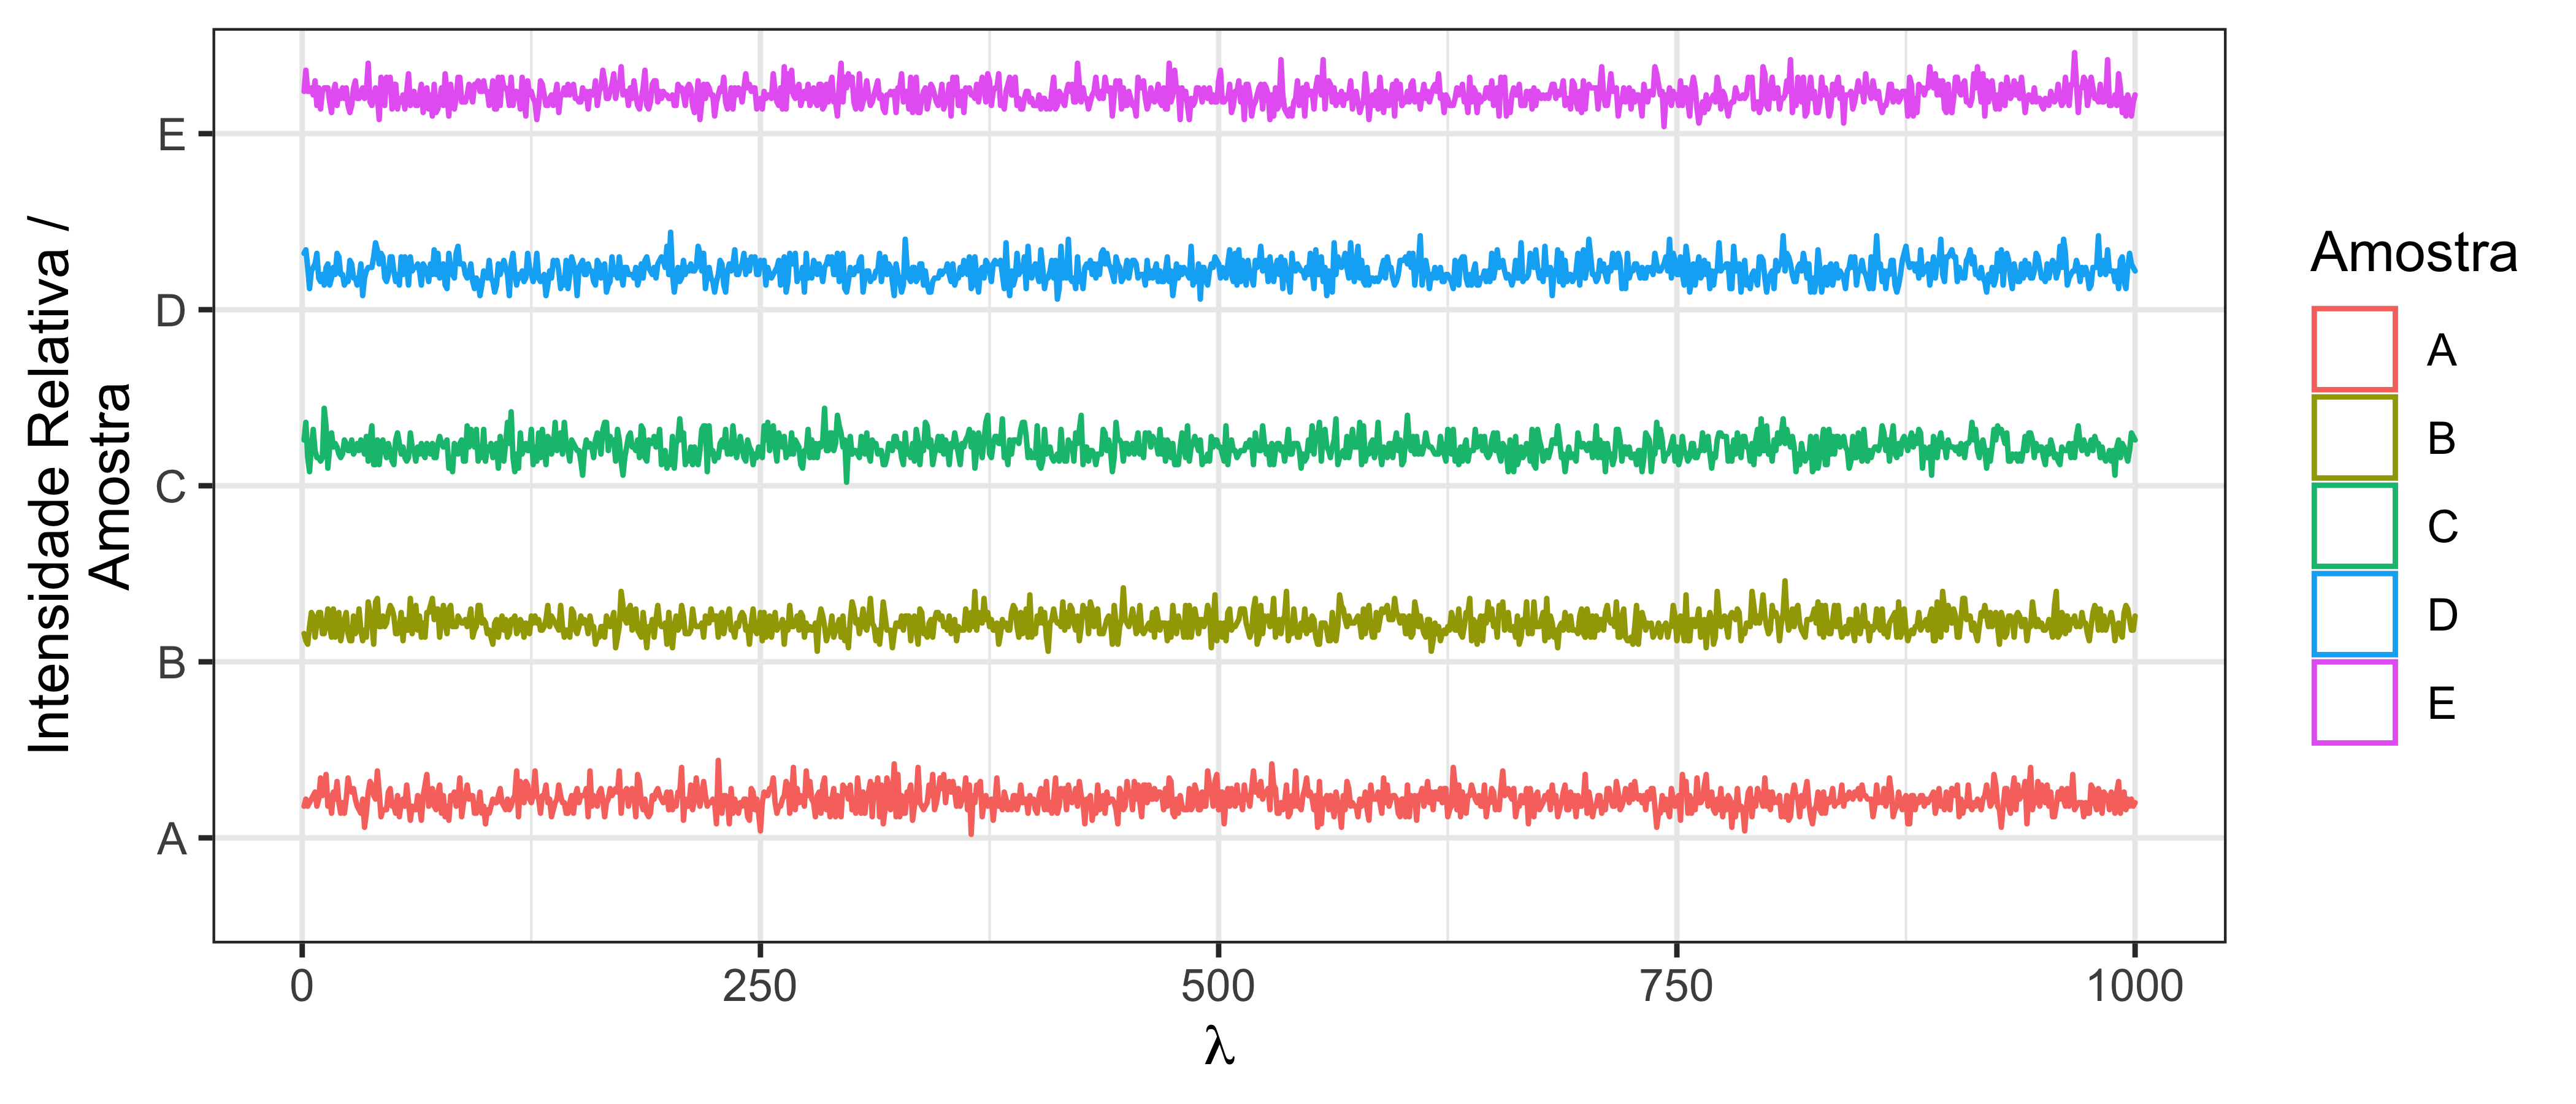 Intensidade Relativa /
Amostra
E
D
C
B
A
0 250 500 750 1000
λ
Amostra
A
B
C
D
E